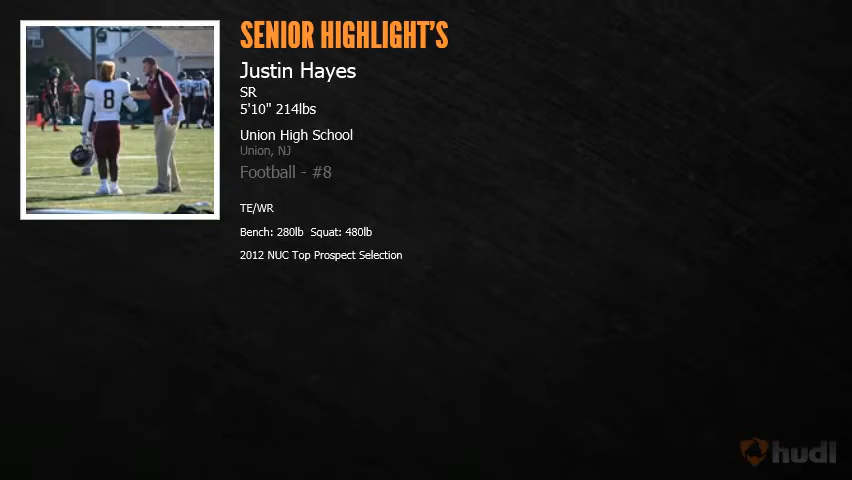 SENIOR HIGHLIGHT'S
Justin Hayes
SR
5'10" 214lbs
Union High School
Union, NJ
Football - #8
TE/WR
Bench: 280lb  Squat: 480lb
2012 NUC Top Prospect Selection
8
21
hudl